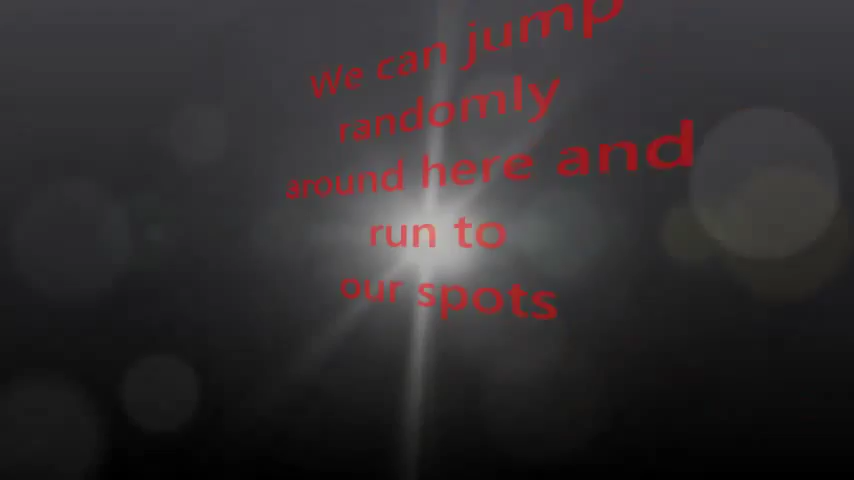 We can jump
randomly
around here and
run to
our spots